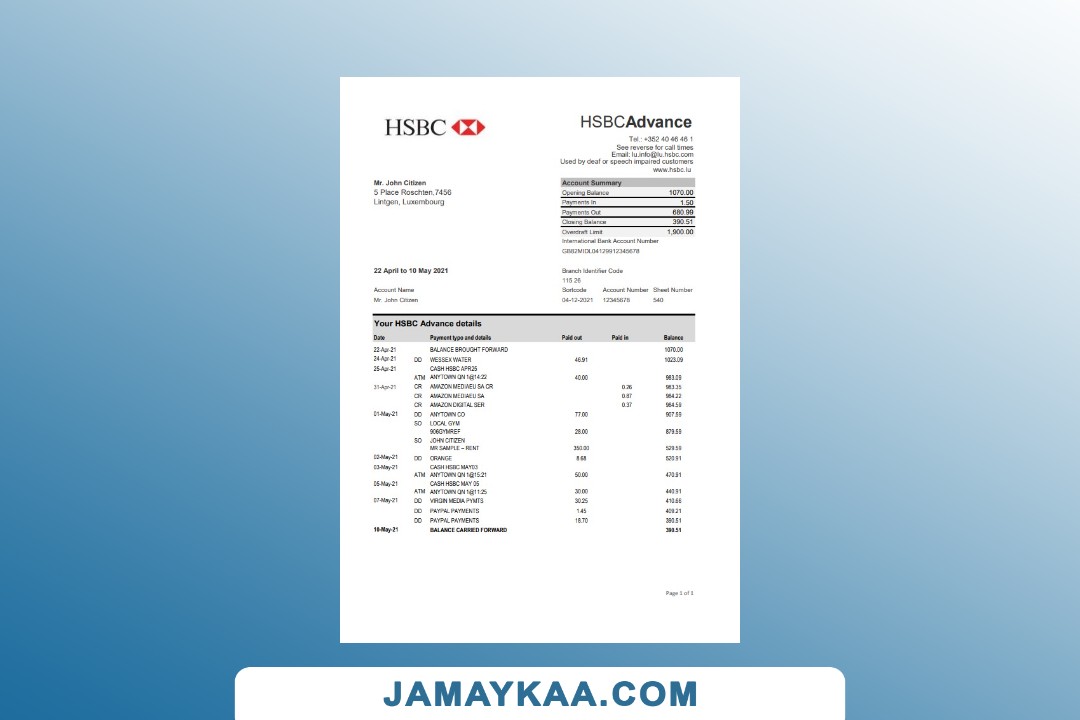 HSBC
HSBCAdvance
Tel.: +352 40 46 46 1
See reverse for call times
Email: lu.info@lu.hsbc.com
Used by deaf or speech impaired customers
www.hsbc.lu
Mr. John Citizen
5 Place Roschten,7456
Lintgen, Luxembourg
Account Summary
Opening Balance 1070.00
Payments In 1.50
Payments Out 680.99
Closing Balance 390.51
Overdraft Limit 1,900.00
International Bank Account Number
GB82MIDL04129912345678
22 April to 10 May 2021
Branch Identifier Code
115 26
Account Name
Mr. John Citizen
Sortcode Account Number Sheet Number
04-12-2021 12345678 540
Your HSBC Advance details
Date Payment type and details Paid out Paid in Balance
22-Apr-21 BALANCE BROUGHT FORWARD 1070.00
24-Apr-21 DD WESSEX WATER 46.91 1023.09
25-Apr-21 CASH HSBC APR25
ATM ANYTOWN QN 1@14:22 40.00 983.09
31-Apr-21 CR AMAZON MEDIAEU SA CR 0.26 983.35
CR AMAZON MEDIAEU SA 0.87 984.22
CR AMAZON DIGITAL SER 0.37 984.59
01-May-21 DD ANYTOWN CO 77.00 907.59
SO LOCAL GYM
906GYMREF 28.00 879.59
SO JOHN CITIZEN
MR SAMPLE – RENT 350.00 529.59
02-May-21 DD ORANGE 8.68 520.91
03-May-21 CASH HSBC MAY03
ATM ANYTOWN QN 1@15:21 50.00 470.91
05-May-21 CASH HSBC MAY 05
ATM ANYTOWN QN 1@11:25 30.00 440.91
07-May-21 DD VIRGIN MEDIA PYMTS 30.25 410.66
DD PAYPAL PAYMENTS 1.45 409.21
DD PAYPAL PAYMENTS 18.70 390.51
10-May-21 BALANCE CARRIED FORWARD 390.51
Page 1 of 3
JAMAYKAA.COM